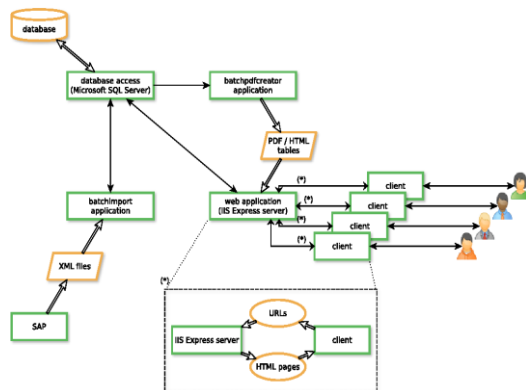 database
database access
(Microsoft SQL Server)
batchpdfcreator
application
PDF / HTML
tables
(*)
client
(*)
client
(*)
client
(*)
client
batchimport
application
web application
(IIS Express server)
XML files
(*)
SAP
URLs
IIS Express server
client
HTML pages